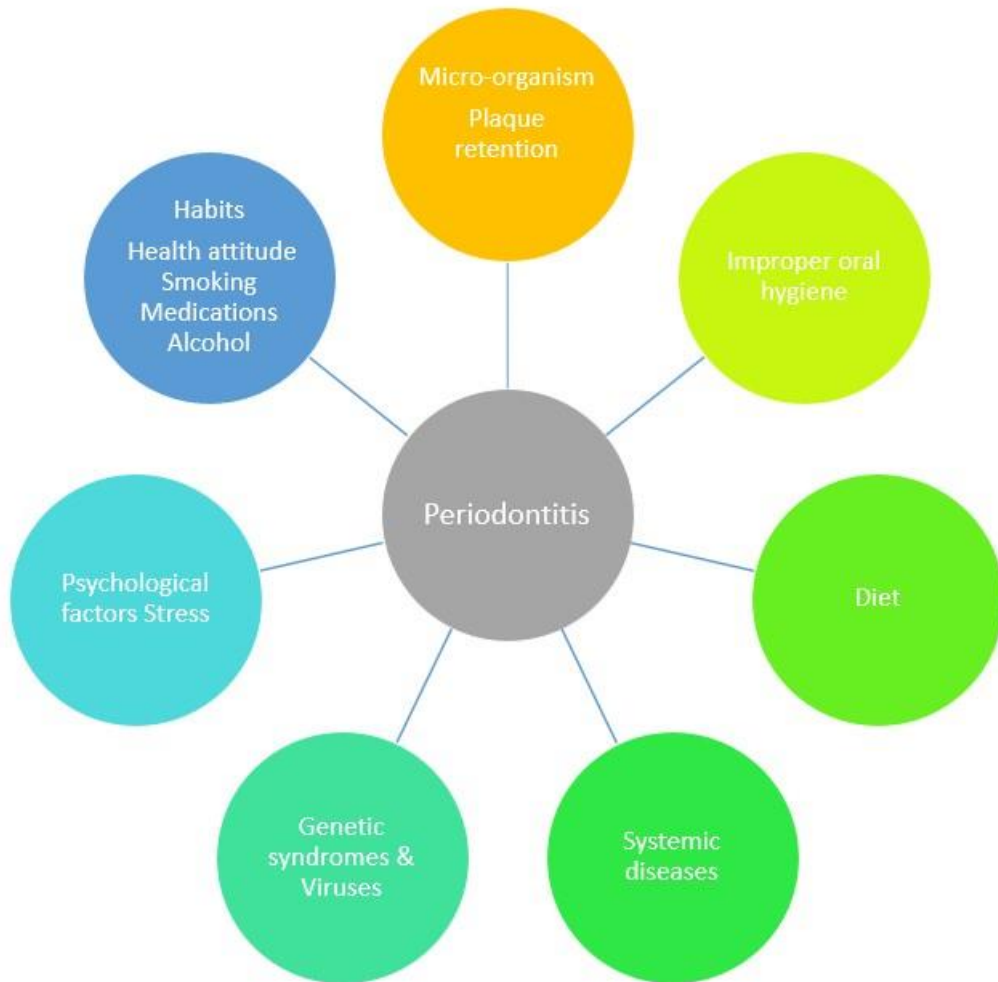 Micro-organism
Plaque
retention
Improper oral
hygiene
Diet
Systemic
diseases
Genetic
syndromes &
Viruses
Psychological
factors Stress
Habits
Health attitude
Smoking
Medications
Alcohol
Periodontitis